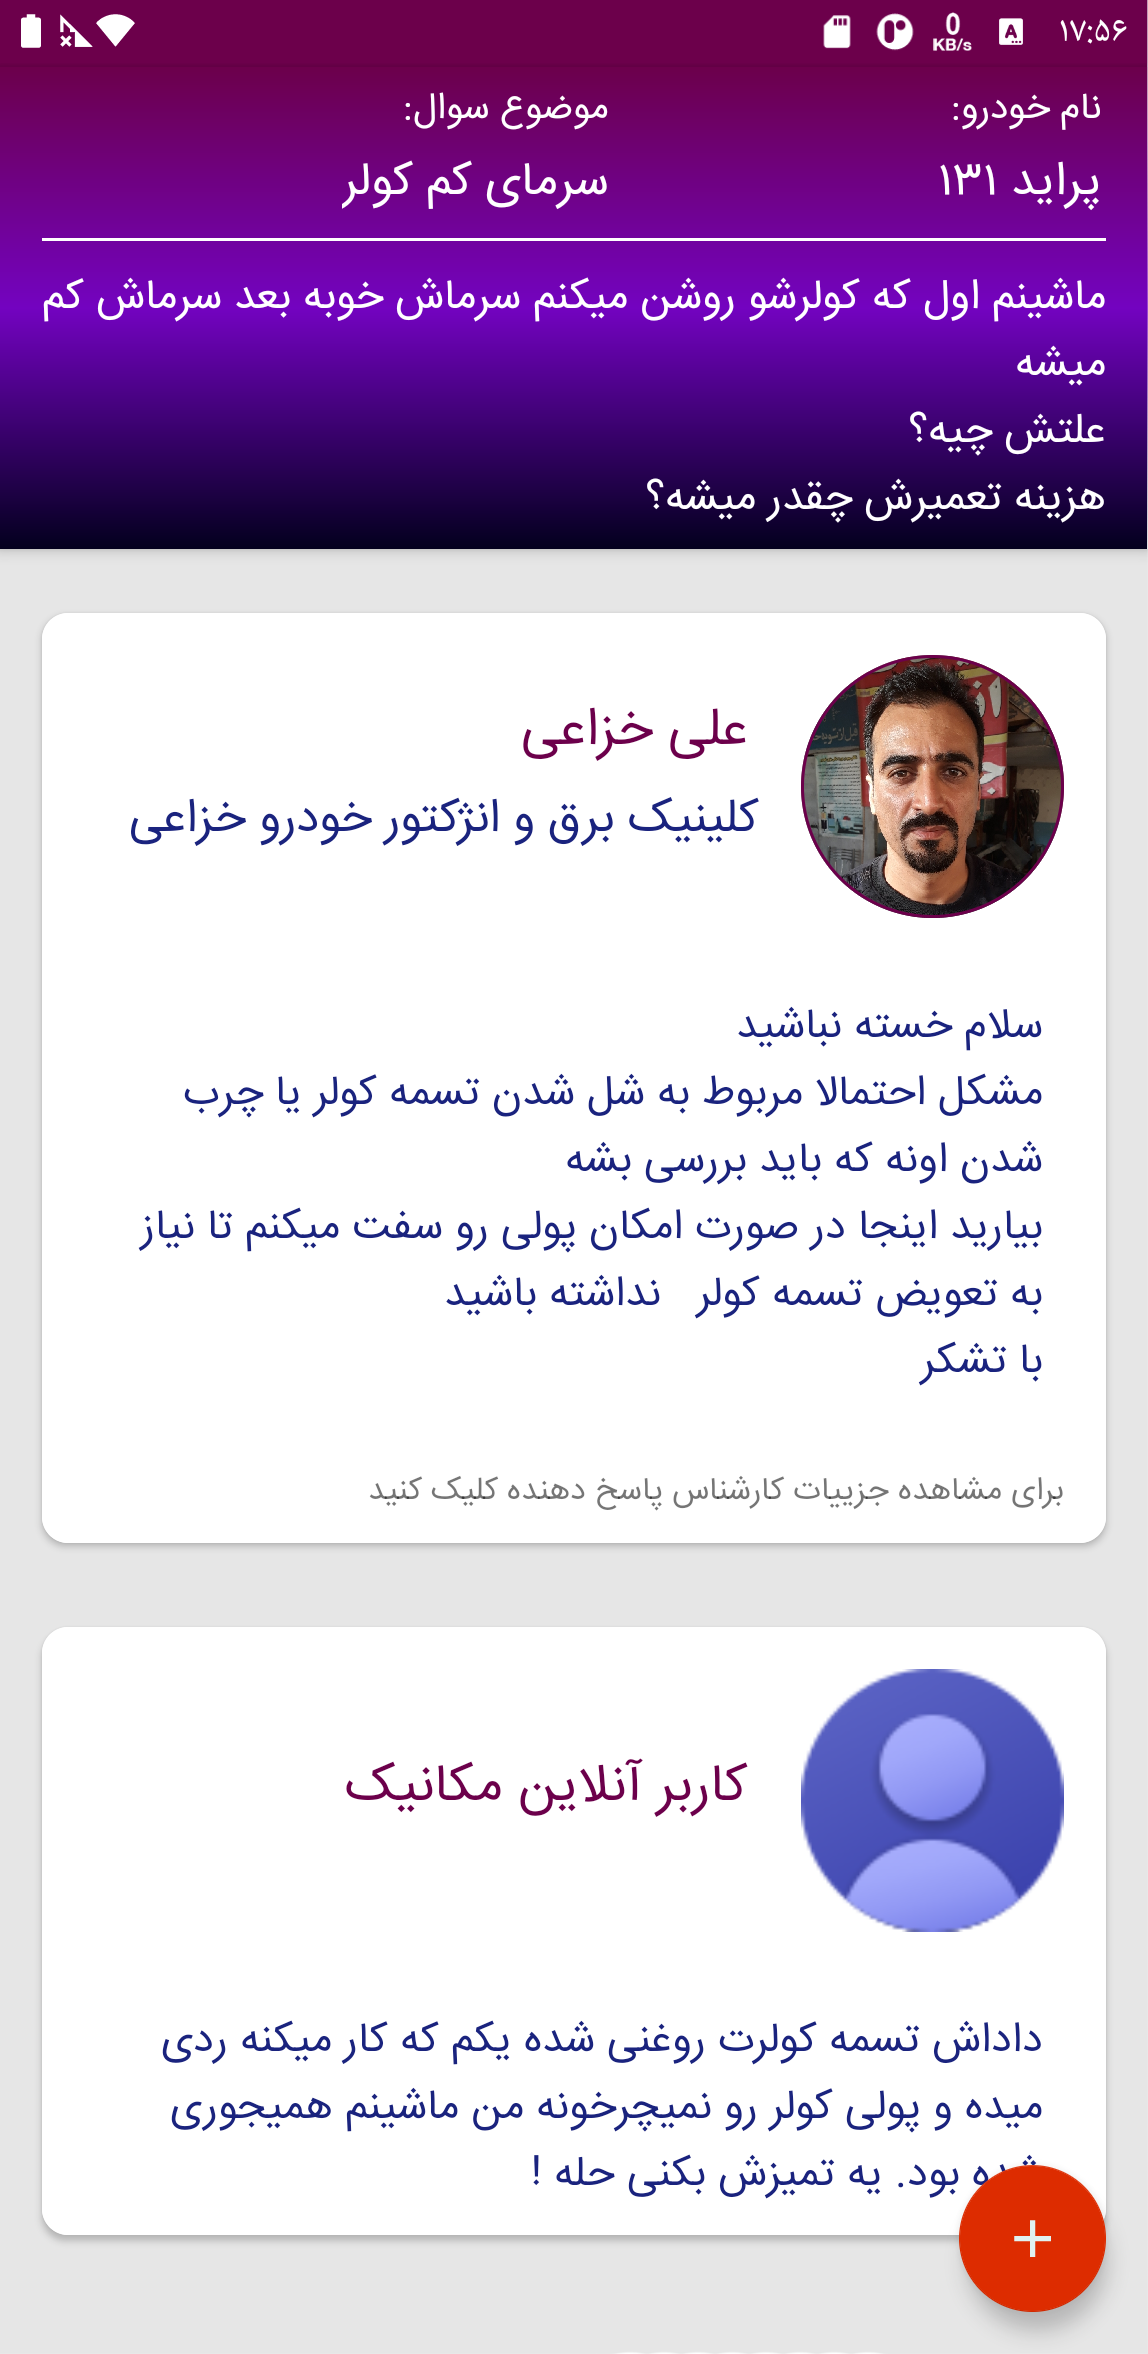 ۱۷:۵۶
A
0
KB/s
نام خودرو:
موضوع سوال:
پراید ۱۳۱
سرمای کم کولر
ماشینم اول که کولرشو روشن میکنم سرماش خوبه بعد سرماش کم
میشه
علتش چیه؟
هزینه تعمیرش چقدر میشه؟
علی خزاعی
کلینیک برق و انژکتور خودرو خزاعی
سلام خسته نباشید
مشکل احتمالا مربوط به شل شدن تسمه کولر یا چرب
شدن اونه که باید بررسی بشه
بیارید اینجا در صورت امکان پولی رو سفت میکنم تا نیاز
به تعویض تسمه کولر   نداشته باشید
با تشکر
برای مشاهده جزییات کارشناس پاسخ دهنده کلیک کنید
کاربر آنلاین مکانیک
داداش تسمه کولرت روغنی شده یکم که کار میکنه ردی
میده و پولی کولر رو نمیچرخونه من ماشینم همیجوری
شده بود. یه تمیزش بکنی حله !
+